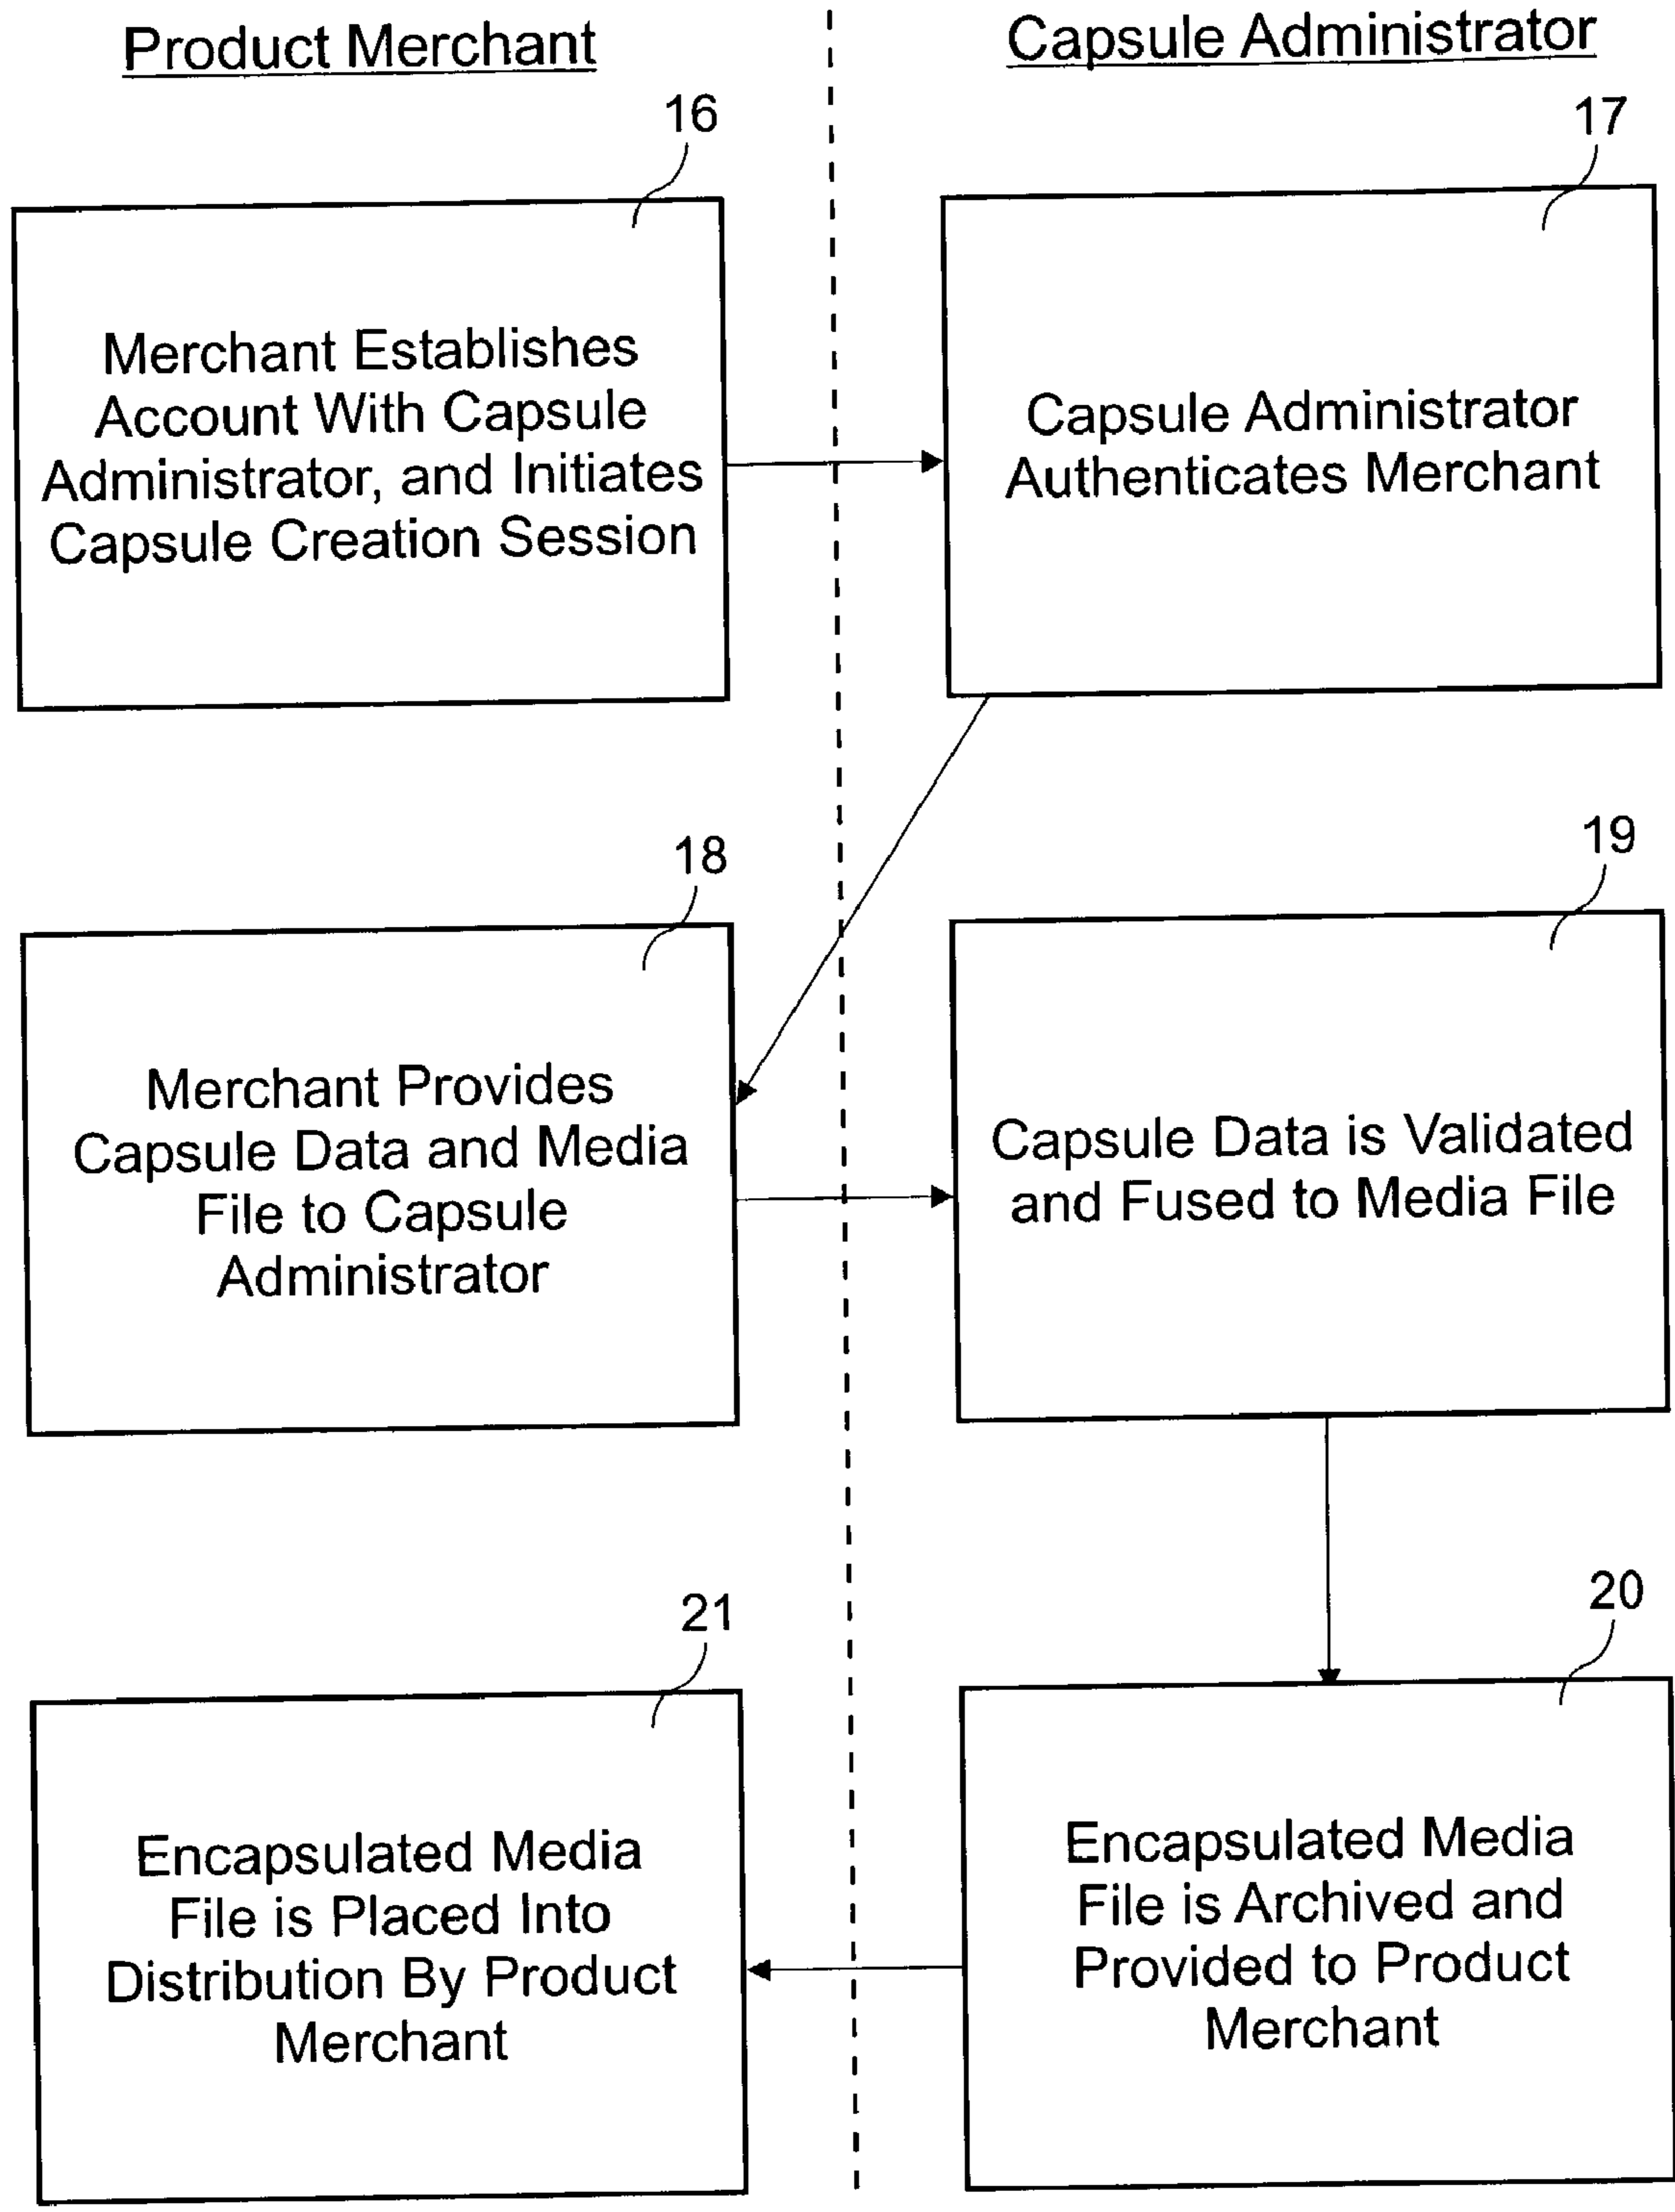 Product Merchant
Capsule Administrator
16
Merchant Establishes
Account With Capsule
Administrator, and Initiates
Capsule Creation Session
17
Capsule Administrator
Authenticates Merchant
18
Merchant Provides
Capsule Data and Media
File to Capsule
Administrator
19
Capsule Data is Validated
and Fused to Media File
20
Encapsulated Media
File is Archived and
Provided to Product
Merchant
21
Encapsulated Media
File is Placed Into
Distribution By Product
Merchant